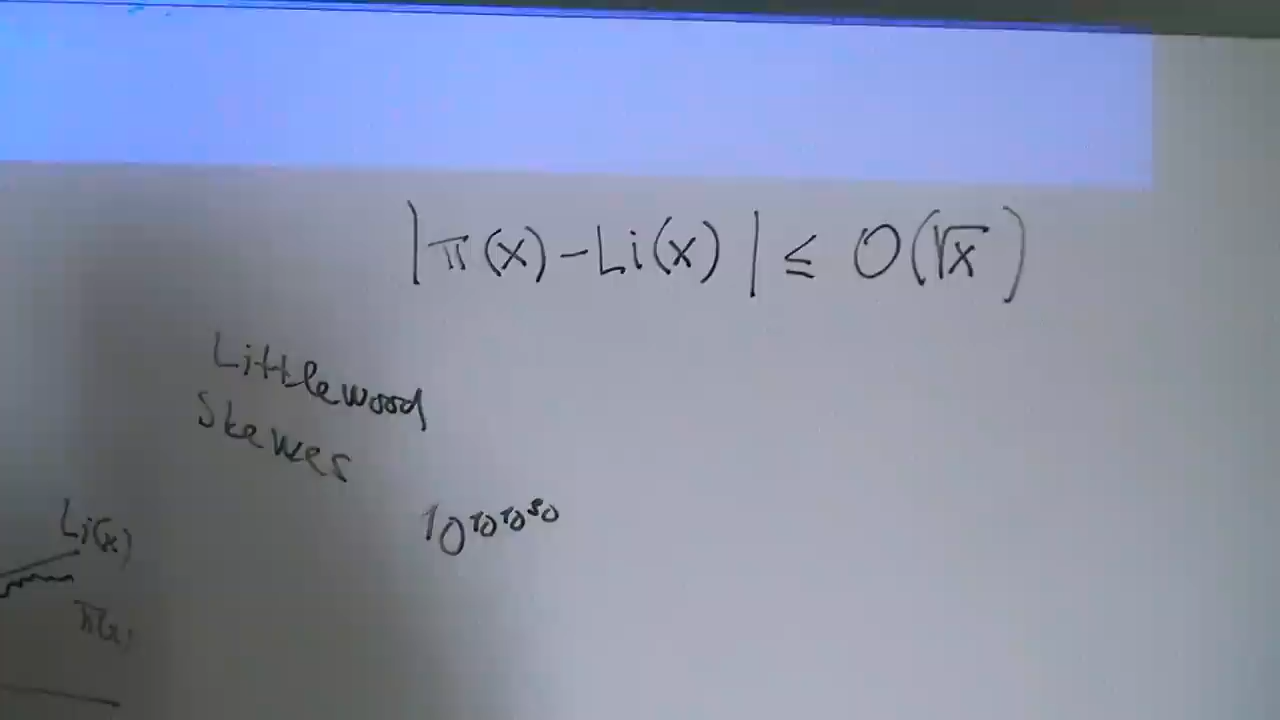 |π(x)-Li(x)| ≤ O(√x)
Littlewood
Skewes
10^10^10^50
Li(x)
π(x)